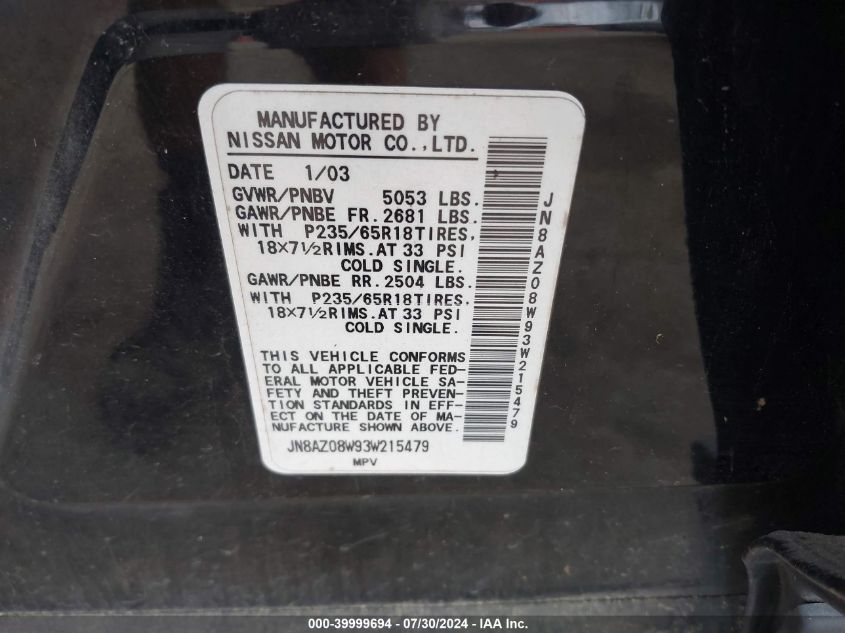 MANUFACTURED BY
NISSAN MOTOR CO.,LTD.
DATE 1/03
GVWR/PNBV 5053 LBS.
GAWR/PNBE FR. 2681 LBS.
WITH P235/65R18TIRES,
18×7½RIMS.AT 33 PSI
COLD SINGLE.
GAWR/PNBE RR. 2504 LBS.
WITH P235/65R18TIRES.
18×7½RIMS.AT 33 PSI
COLD SINGLE.
THIS VEHICLE CONFORMS
TO ALL APPLICABLE FED-
ERAL MOTOR VEHICLE SA-
FETY AND THEFT PREVEN-
TION STANDARDS IN EFF-
ECT ON THE DATE OF MA-
NUFACTURE SHOWN ABOVE.
JN8AZ08W93W215479
MPV
JN8AZ08W93W215479
000-39999694 - 07/30/2024 - IAA Inc.